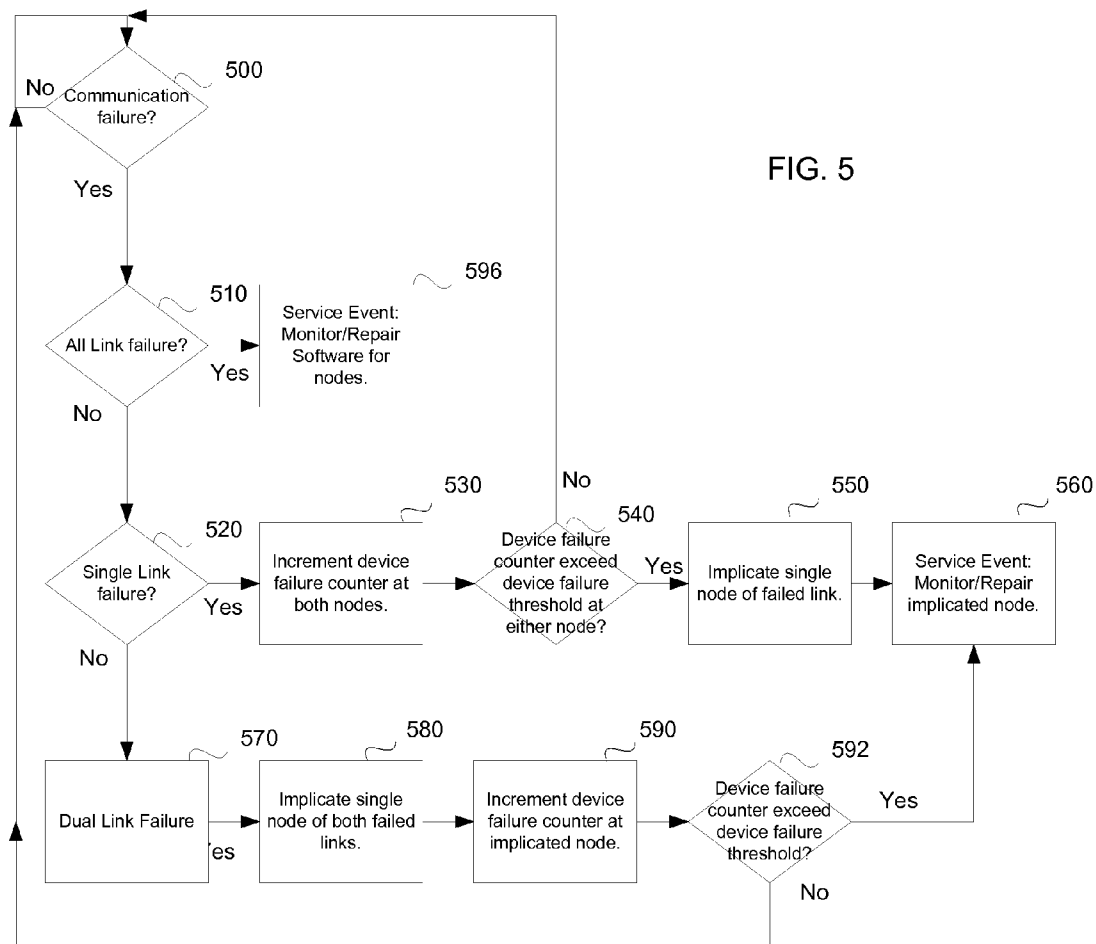 500
No
Communication
failure?
FIG. 5
Yes
596
510
Service Event:
Monitor/Repair
Software for
nodes.
All Link failure?
Yes
No
No
530
550
560
520
540
Single Link
failure?
Increment device
failure counter at
both nodes.
Device failure
counter exceed
device failure
threshold at
either node?
Yes
Implicate single
node of failed link.
Service Event:
Monitor/Repair
implicated node.
Yes
No
570
580
590
592
Dual Link Failure
Yes
Implicate single
node of both failed
links.
Increment device
failure counter at
implicated node.
Device failure
counter exceed
device failure
threshold?
Yes
No